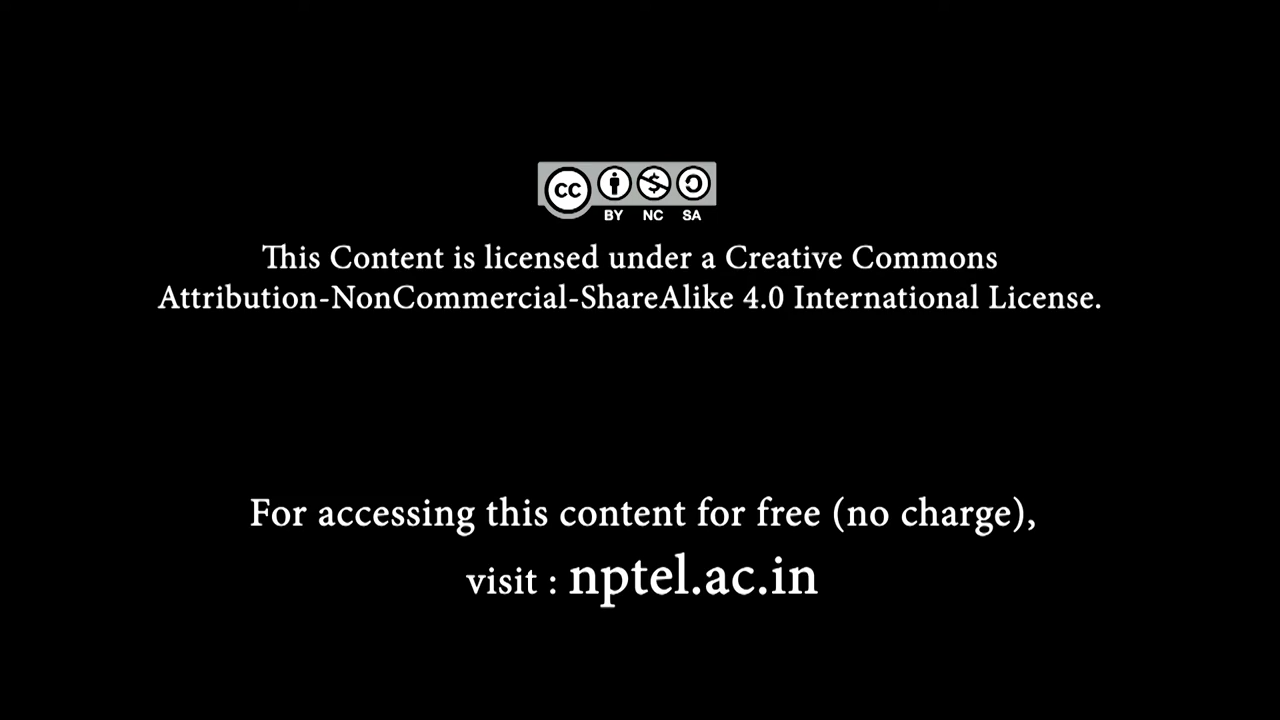 CC BY NC SA
This Content is licensed under a Creative Commons
Attribution-NonCommercial-ShareAlike 4.0 International License.
For accessing this content for free (no charge),
visit : nptel.ac.in